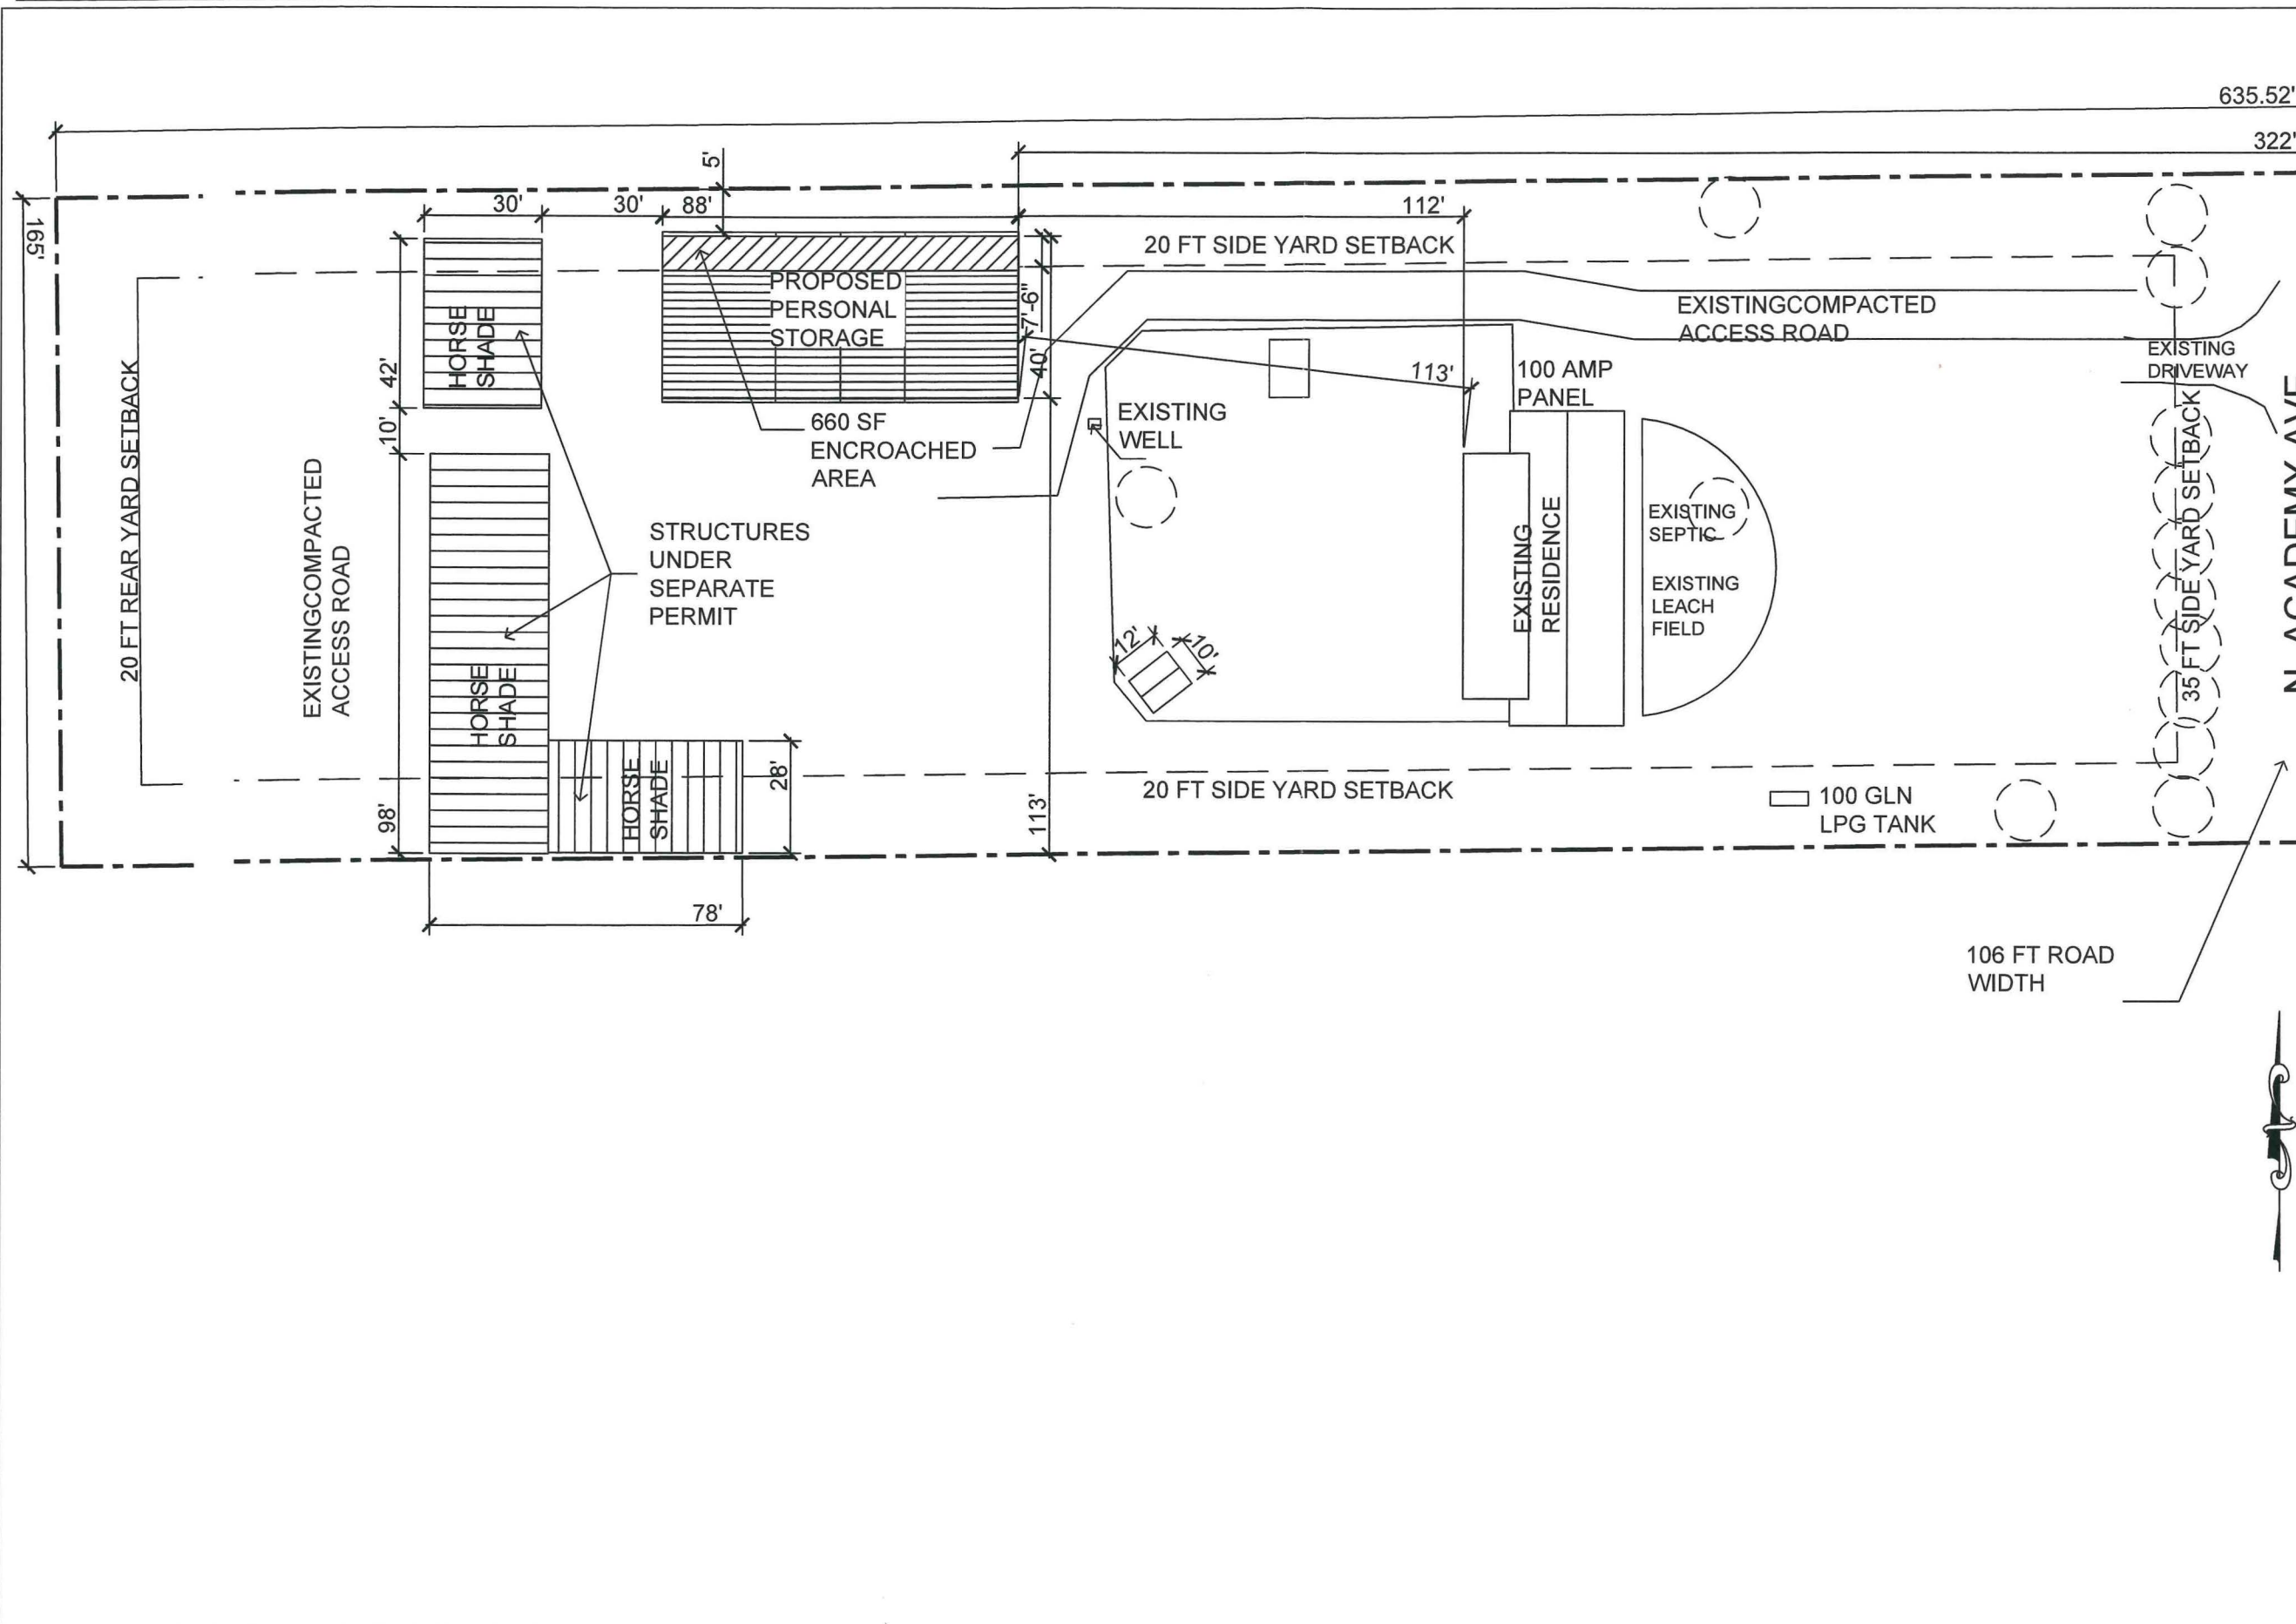 635.52'
322'
5'
165'
30'
30'
88'
112'
20 FT SIDE YARD SETBACK
PROPOSED
PERSONAL
STORAGE
7'-6"
40'
EXISTINGCOMPACTED
ACCESS ROAD
EXISTING
DRIVEWAY
HORSE
SHADE
42'
10'
113'
100 AMP
PANEL
660 SF
ENCROACHED
AREA
EXISTING
WELL
20 FT REAR YARD SETBACK
EXISTINGCOMPACTED
ACCESS ROAD
STRUCTURES
UNDER
SEPARATE
PERMIT
EXISTING
RESIDENCE
EXISTING
SEPTIC
EXISTING
LEACH
FIELD
35 FT SIDE YARD SETBACK
N. ACADEMY AVE
12'
10'
HORSE
SHADE
HORSE
SHADE
28'
98'
113'
20 FT SIDE YARD SETBACK
100 GLN
LPG TANK
78'
106 FT ROAD
WIDTH